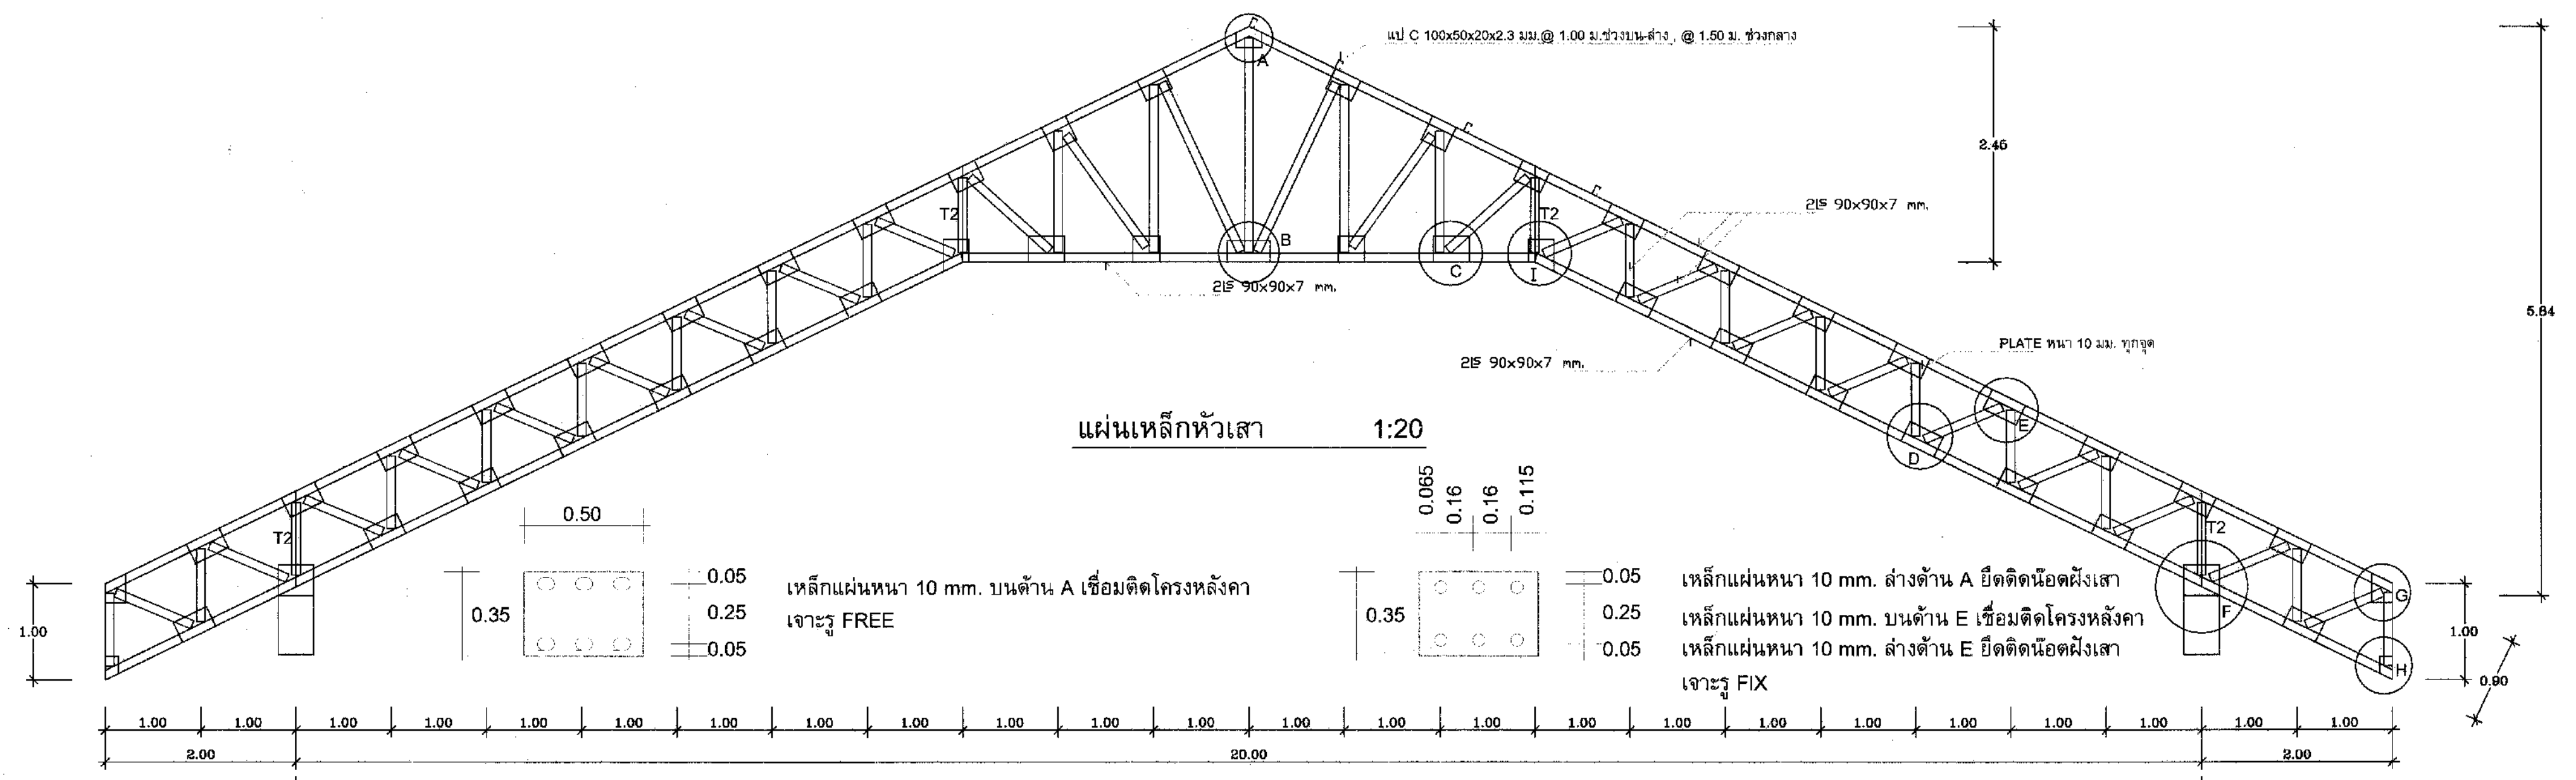 A
แป C 100x50x20x2.3 มม.@ 1.00 ม.ช่วงบน-ล่าง , @ 1.50 ม. ช่วงกลาง
2.46
5.84
2 90x90x7 mm.
T2
T2
B
C
I
2 90x90x7 mm.
2 90x90x7 mm.
PLATE หนา 10 มม. ทุกจุด
E
D
แผ่นเหล็กหัวเสา 1:20
T2
T2
0.50
0.35
0.05
0.25
0.05
เหล็กแผ่นหนา 10 mm. บนด้าน A เชื่อมติดโครงหลังคา
เจาะรู FREE
0.065
0.16
0.16
0.115
0.35
0.05
0.25
0.05
เหล็กแผ่นหนา 10 mm. ล่างด้าน A ยึดติดน๊อตฝังเสา
เหล็กแผ่นหนา 10 mm. บนด้าน E เชื่อมติดโครงหลังคา
เหล็กแผ่นหนา 10 mm. ล่างด้าน E ยึดติดน๊อตฝังเสา
เจาะรู FIX
F
G
H
1.00
1.00
0.90
1.00 1.00 1.00 1.00 1.00 1.00 1.00 1.00 1.00 1.00 1.00 1.00 1.00 1.00 1.00 1.00 1.00 1.00 1.00 1.00 1.00 1.00 1.00 1.00
2.00 20.00 2.00